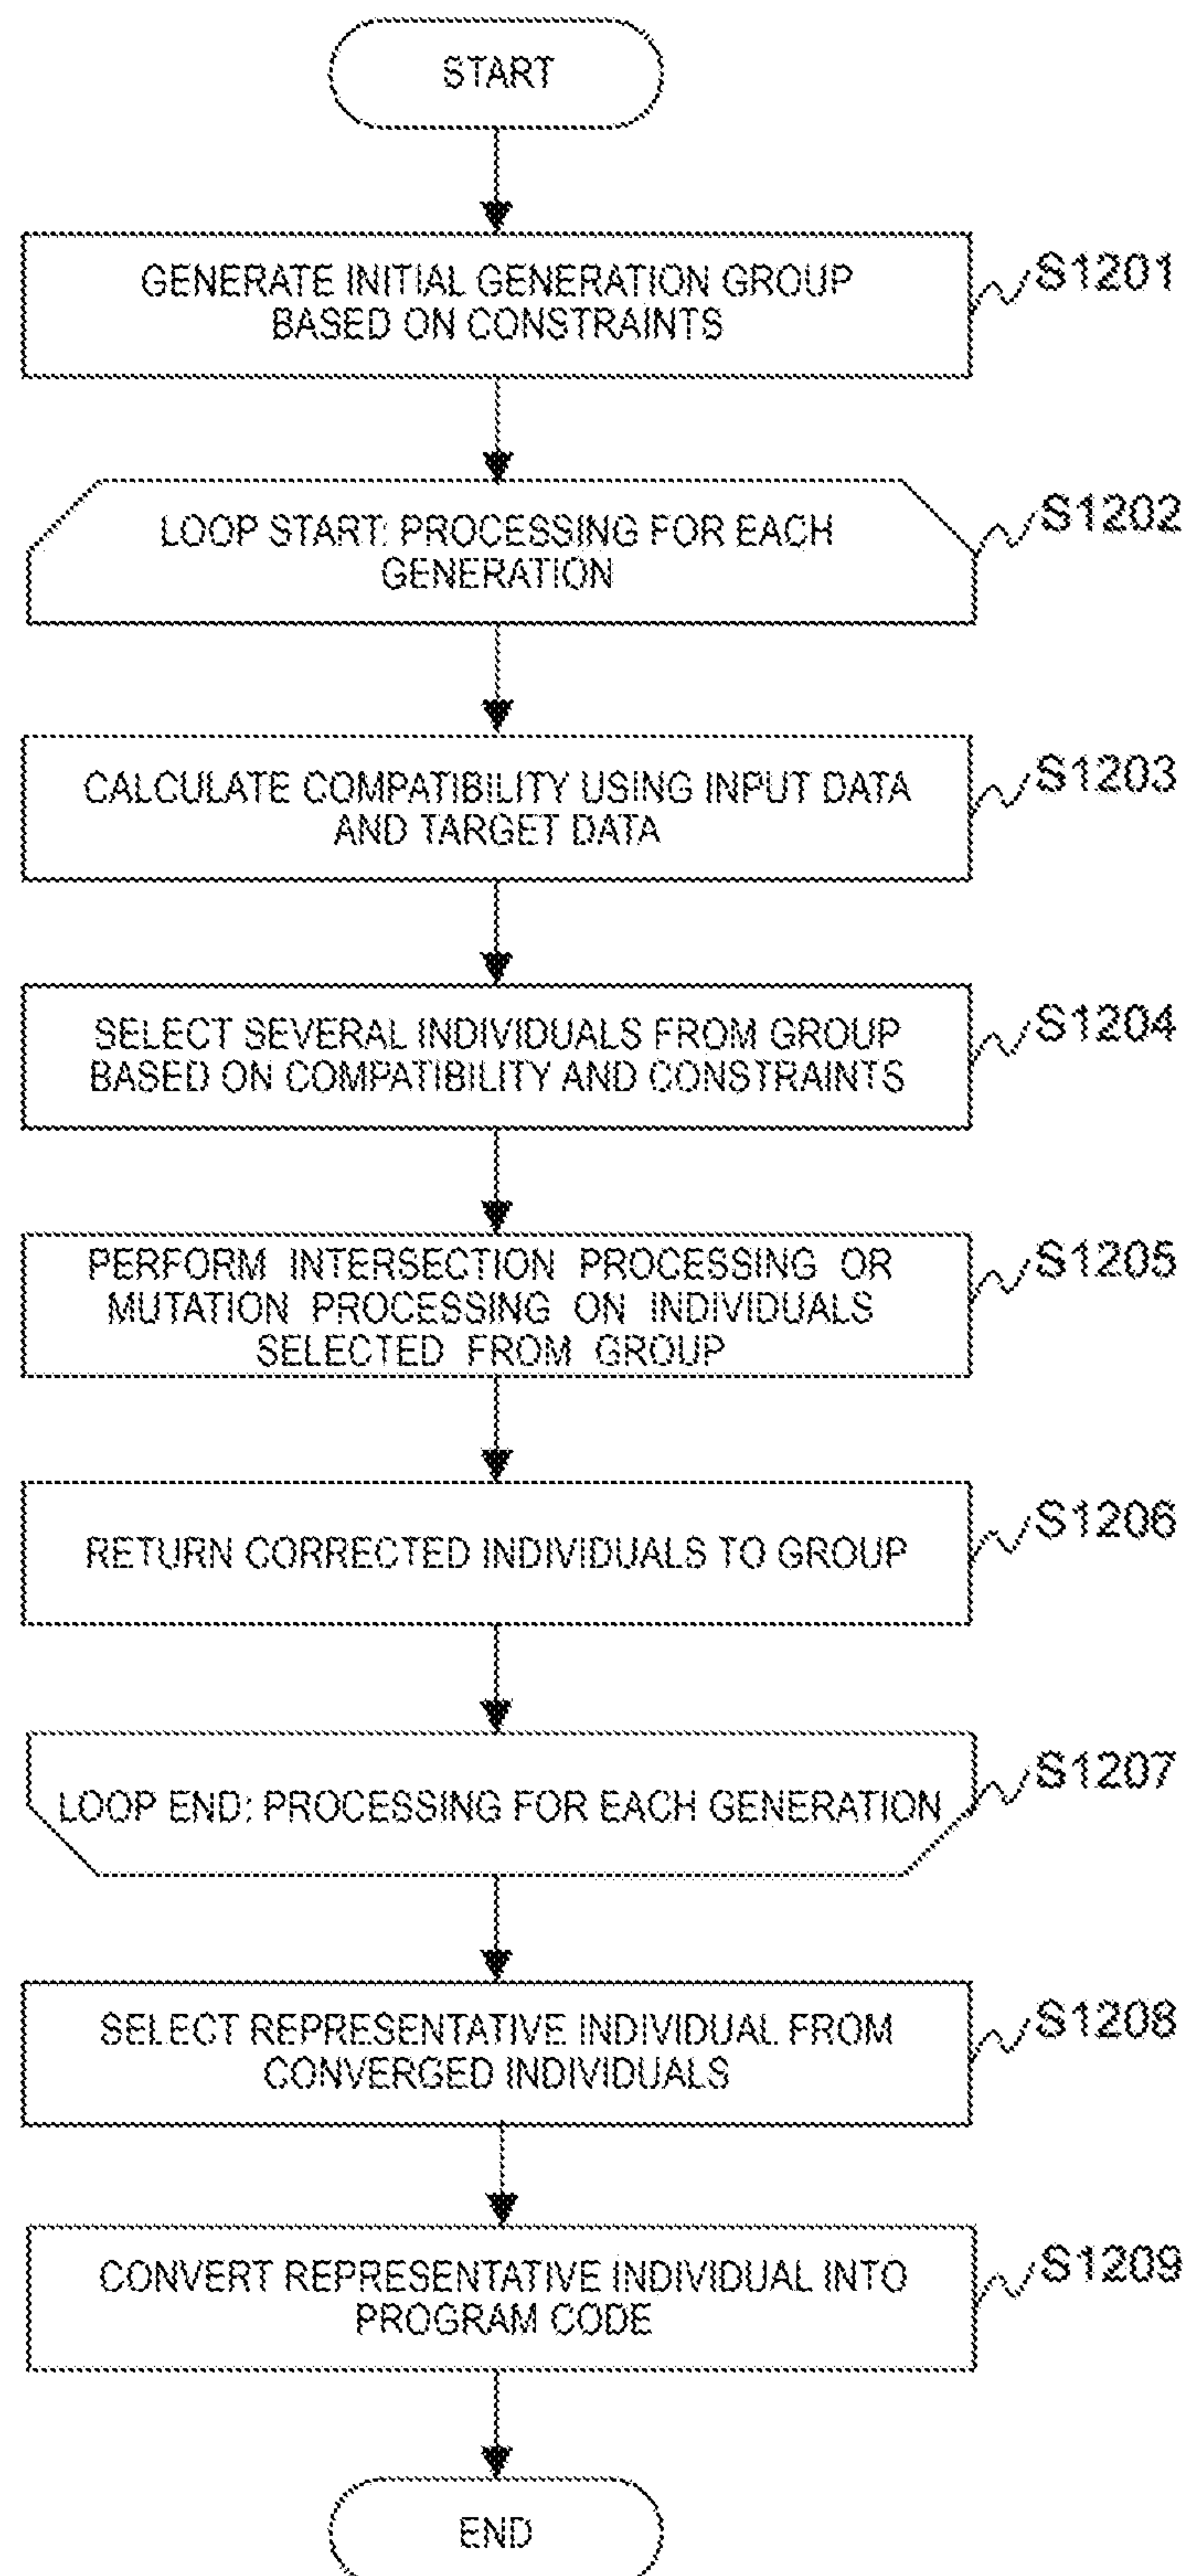 START
GENERATE INITIAL GENERATION GROUP
BASED ON CONSTRAINTS
S1201
LOOP START: PROCESSING FOR EACH
GENERATION
S1202
CALCULATE COMPATIBILITY USING INPUT DATA
AND TARGET DATA
S1203
SELECT SEVERAL INDIVIDUALS FROM GROUP
BASED ON COMPATIBILITY AND CONSTRAINTS
S1204
PERFORM INTERSECTION PROCESSING OR
MUTATION PROCESSING ON INDIVIDUALS
SELECTED FROM GROUP
S1205
RETURN CORRECTED INDIVIDUALS TO GROUP
S1206
LOOP END: PROCESSING FOR EACH GENERATION
S1207
SELECT REPRESENTATIVE INDIVIDUAL FROM
CONVERGED INDIVIDUALS
S1208
CONVERT REPRESENTATIVE INDIVIDUAL INTO
PROGRAM CODE
S1209
END